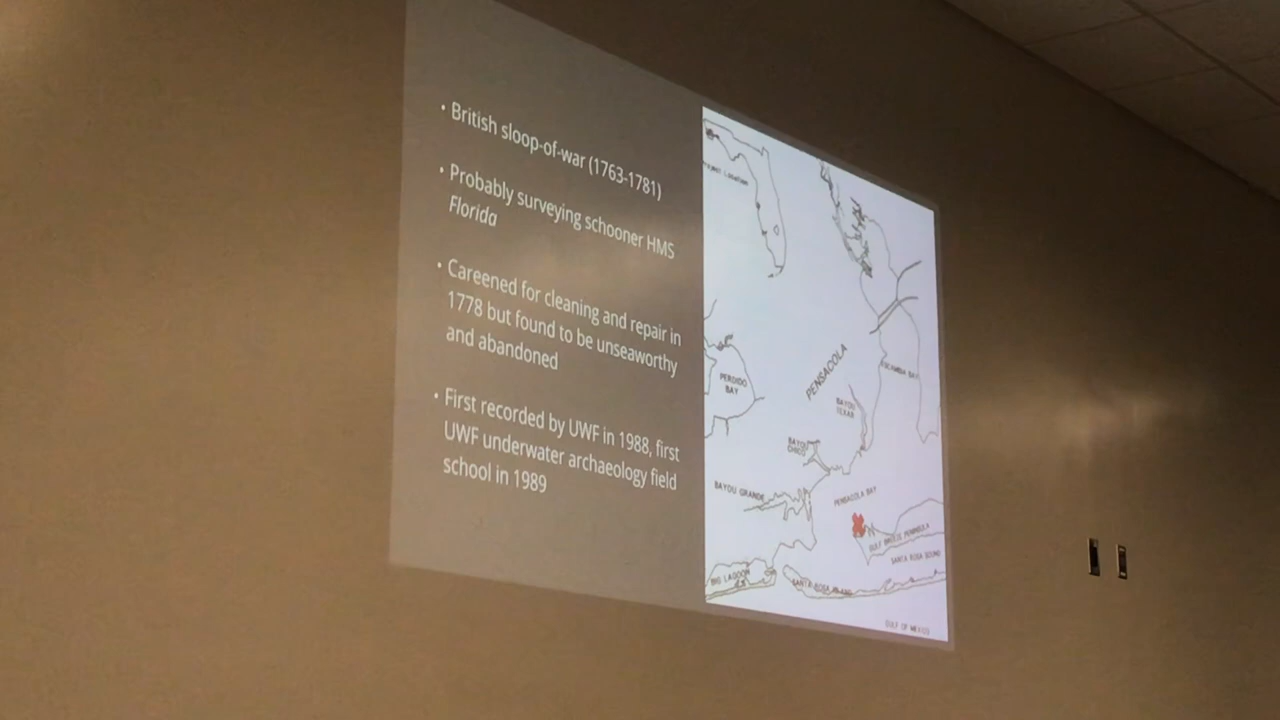 • British sloop-of-war (1763-1781)
• Probably surveying schooner HMS
Florida
• Careened for cleaning and repair in
1778 but found to be unseaworthy
and abandoned
• First recorded by UWF in 1988, first
UWF underwater archaeology field
school in 1989
Project Location
PENSACOLA
ESCAMBIA BAY
PERDIDO
BAY
BAYOU
TEXAR
BAYOU
CHICO
BAYOU GRANDE
PENSACOLA BAY
GULF BREEZE PENINSULA
SANTA ROSA SOUND
BIG LAGOON
SANTA ROSA ISLAND
GULF OF MEXICO